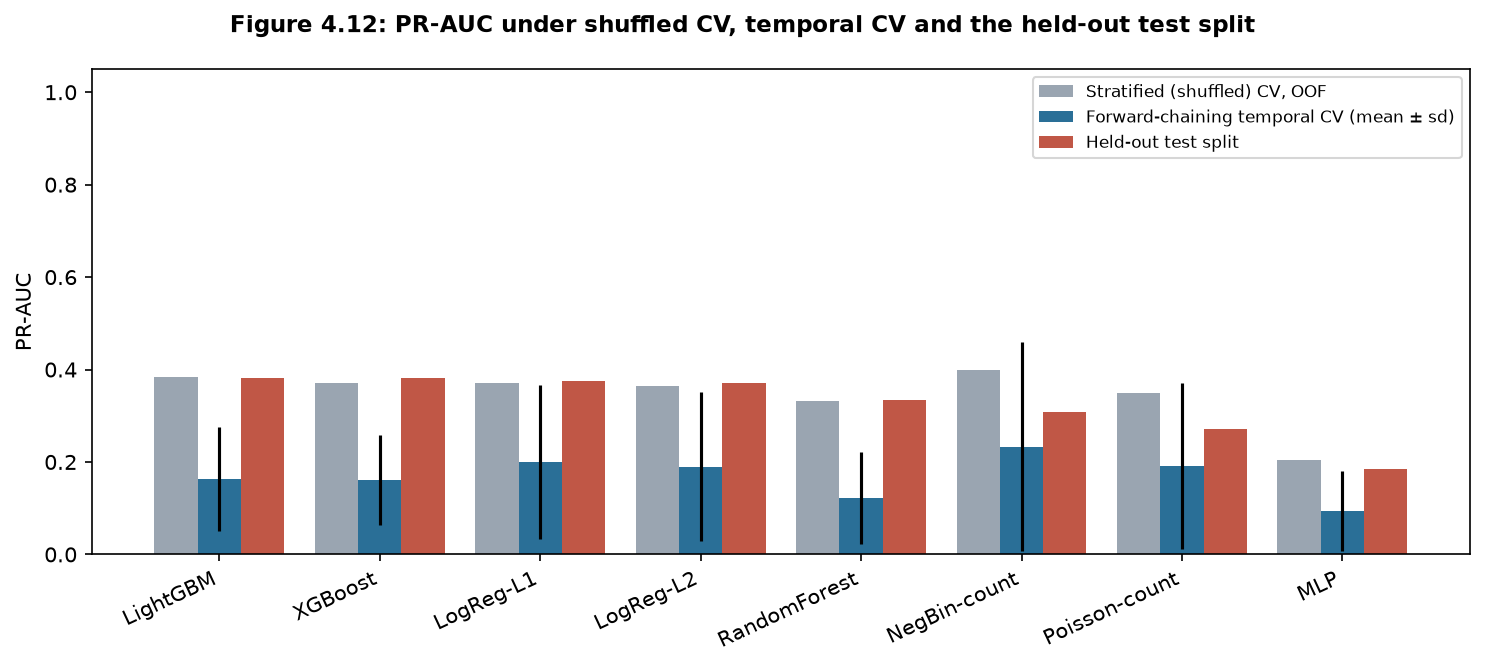 Figure 4.12: PR-AUC under shuffled CV, temporal CV and the held-out test split
Stratified (shuffled) CV, OOF
Forward-chaining temporal CV (mean ± sd)
Held-out test split
PR-AUC
1.0
0.8
0.6
0.4
0.2
0.0
LightGBM
XGBoost
LogReg-L1
LogReg-L2
RandomForest
NegBin-count
Poisson-count
MLP